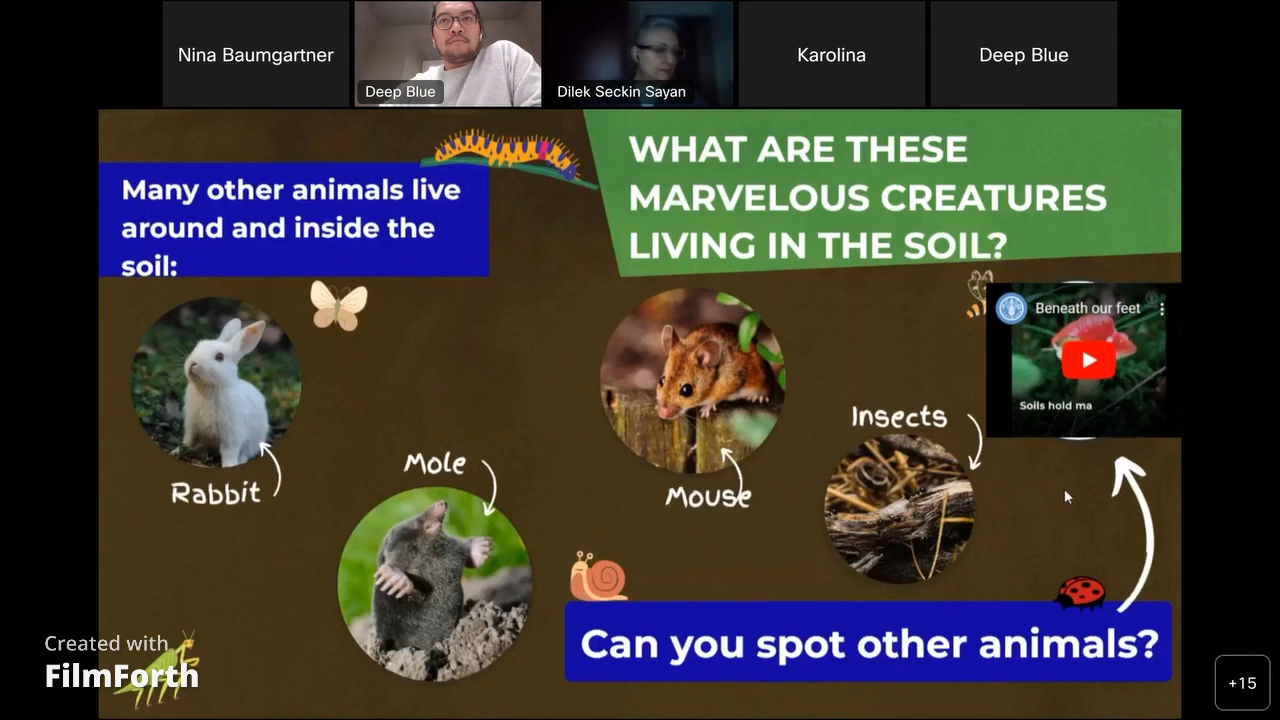 Nina Baumgartner
Deep Blue
Dilek Seckin Sayan
Karolina
Deep Blue
Many other animals live
around and inside the
soil:
WHAT ARE THESE
MARVELOUS CREATURES
LIVING IN THE SOIL?
Beneath our feet
Soils hold ma
Insects
Mole
Rabbit
Mouse
Can you spot other animals?
Created with
FilmForth
+15